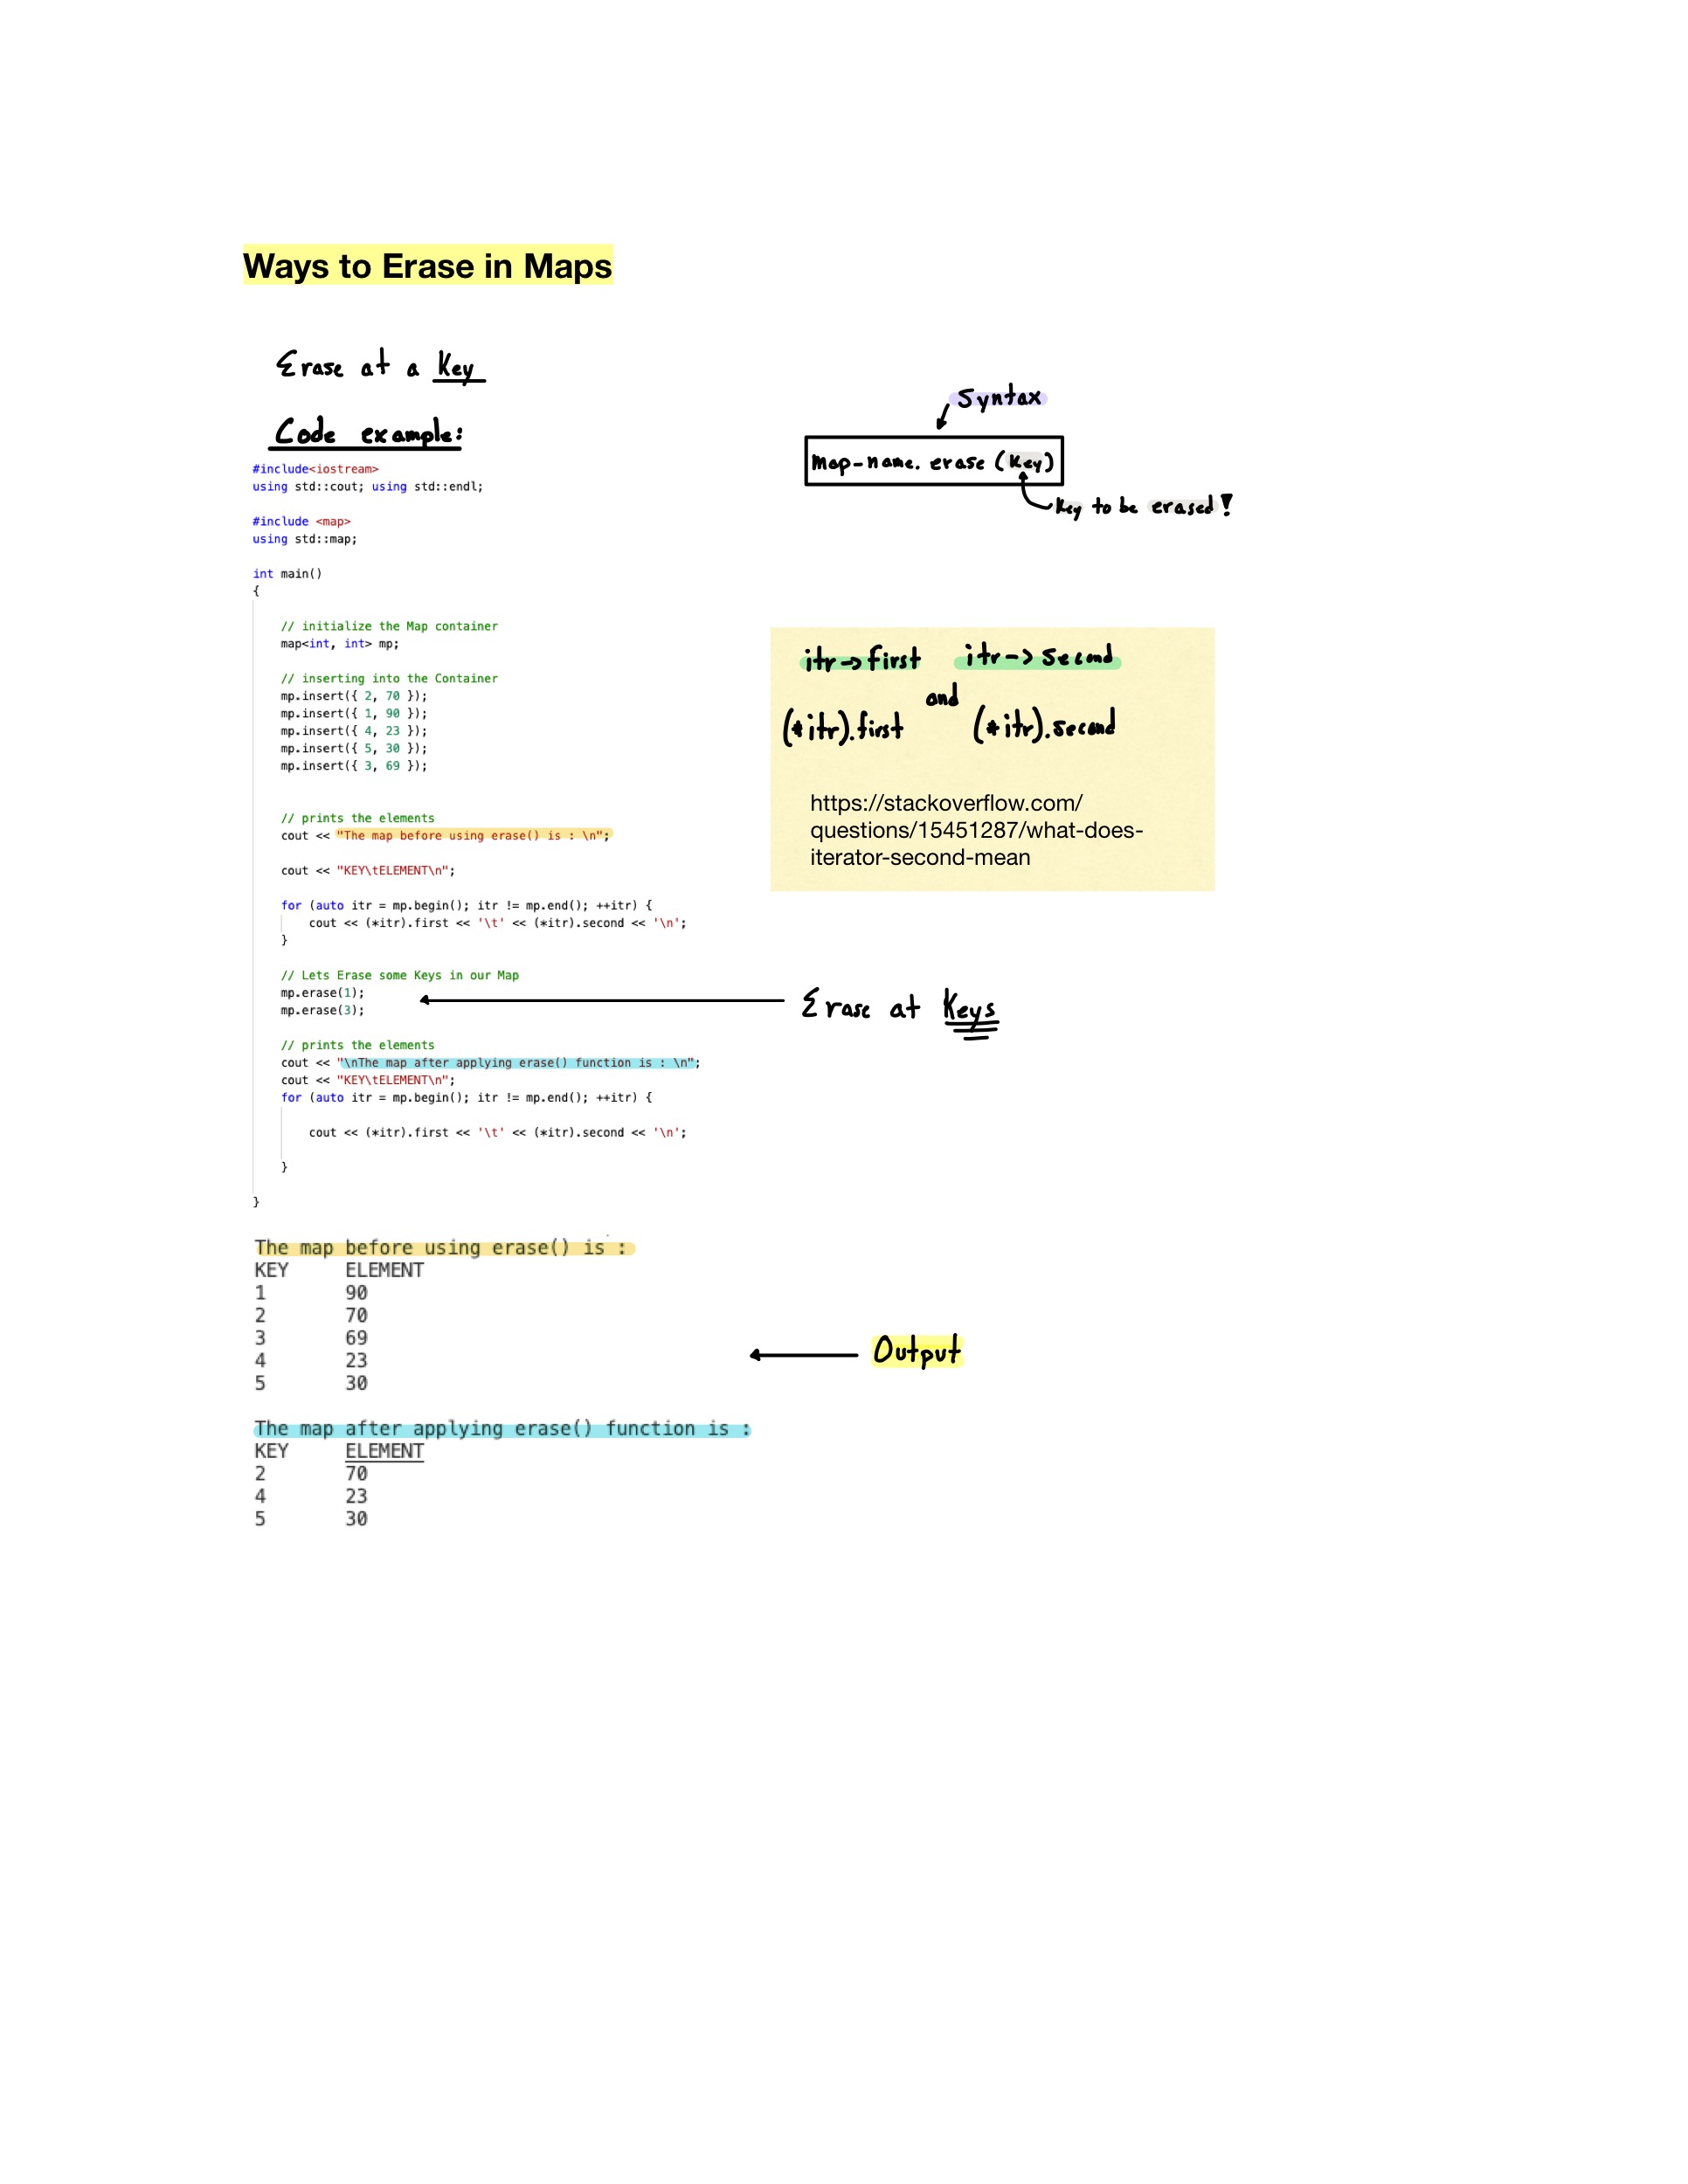 Ways to Erase in Maps
Erase at a Key
Code example:
Syntax
map-name.erase (Key)
Key to be erased!
#include<iostream>
using std::cout; using std::endl;
#include <map>
using std::map;
int main()
{
// initialize the Map container
map<int, int> mp;
// inserting into the Container
mp.insert({ 2, 70 });
mp.insert({ 1, 90 });
mp.insert({ 4, 23 });
mp.insert({ 5, 30 });
mp.insert({ 3, 69 });
// prints the elements
cout << "The map before using erase() is : \n";
cout << "KEY\tELEMENT\n";
for (auto itr = mp.begin(); itr != mp.end(); ++itr) {
cout << (*itr).first << '\t' << (*itr).second << '\n';
}
// Lets Erase some Keys in our Map
mp.erase(1);
mp.erase(3);
// prints the elements
cout << "\nThe map after applying erase() function is : \n";
cout << "KEY\tELEMENT\n";
for (auto itr = mp.begin(); itr != mp.end(); ++itr) {
cout << (*itr).first << '\t' << (*itr).second << '\n';
}
}
itr->first itr->second
and
(*itr).first (*itr).second
https://stackoverflow.com/
questions/15451287/what-does-
iterator-second-mean
Erase at Keys
The map before using erase() is :
KEY ELEMENT
1 90
2 70
3 69
4 23
5 30
Output
The map after applying erase() function is :
KEY ELEMENT
2 70
4 23
5 30